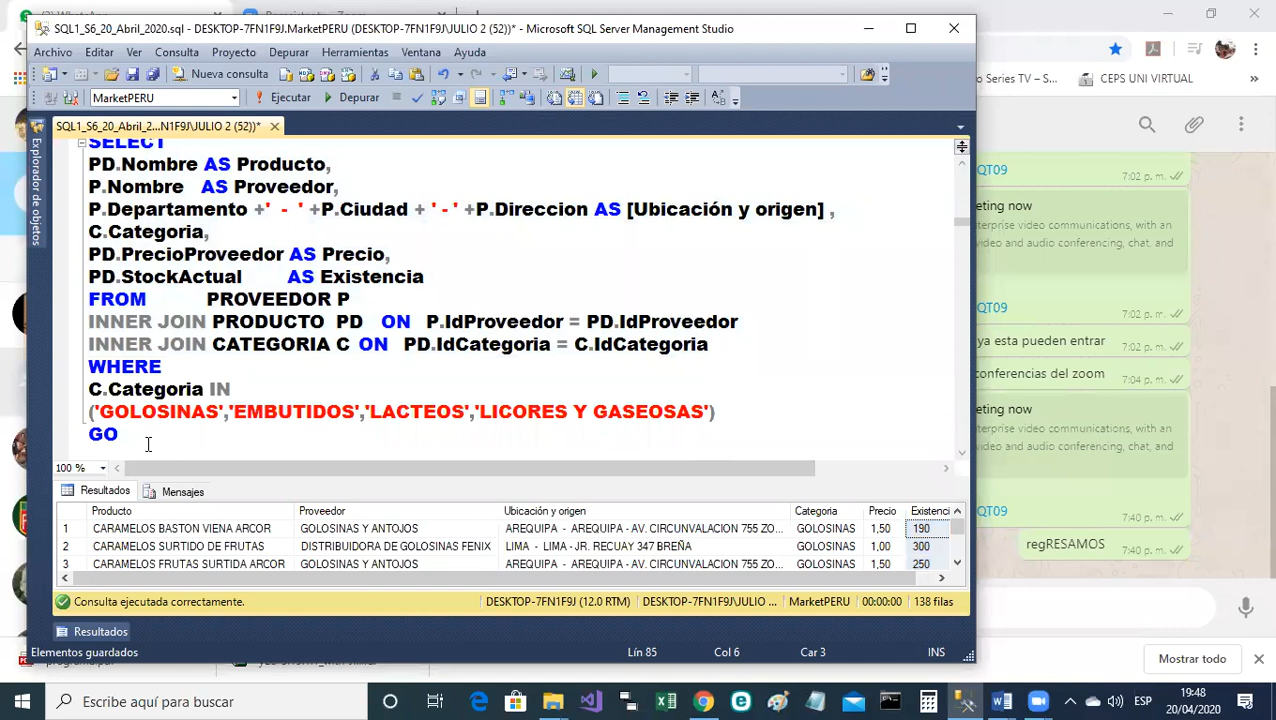 SQL1_S6_20_Abril_2020.sql - DESKTOP-7FN1F9J.MarketPERU (DESKTOP-7FN1F9J\JULIO 2 (52))* - Microsoft SQL Server Management Studio
Archivo Editar Ver Consulta Proyecto Depurar Herramientas Ventana Ayuda
Nueva consulta
MarketPERU Ejecutar Depurar
SQL1_S6_20_Abril_2...N1F9J\JULIO 2 (52))*
Explorador de objetos
SELECT
PD.Nombre AS Producto,
P.Nombre AS Proveedor,
P.Departamento +' - ' +P.Ciudad + ' - ' +P.Direccion AS [Ubicación y origen] ,
C.Categoria,
PD.PrecioProveedor AS Precio,
PD.StockActual AS Existencia
FROM PROVEEDOR P
INNER JOIN PRODUCTO PD ON P.IdProveedor = PD.IdProveedor
INNER JOIN CATEGORIA C ON PD.IdCategoria = C.IdCategoria
WHERE
C.Categoria IN
('GOLOSINAS','EMBUTIDOS','LACTEOS','LICORES Y GASEOSAS')
GO
100 %
Resultados Mensajes
Producto Proveedor Ubicación y origen Categoria Precio Existenci
1 CARAMELOS BASTON VIENA ARCOR GOLOSINAS Y ANTOJOS AREQUIPA - AREQUIPA - AV. CIRCUNVALACION 755 ZO... GOLOSINAS 1,50 190
2 CARAMELOS SURTIDO DE FRUTAS DISTRIBUIDORA DE GOLOSINAS FENIX LIMA - LIMA - JR. RECUAY 347 BREÑA GOLOSINAS 1,00 300
3 CARAMELOS FRUTAS SURTIDA ARCOR GOLOSINAS Y ANTOJOS AREQUIPA - AREQUIPA - AV. CIRCUNVALACION 755 ZO... GOLOSINAS 1,50 250
Consulta ejecutada correctamente. DESKTOP-7FN1F9J (12.0 RTM) DESKTOP-7FN1F9J\JULIO ... MarketPERU 00:00:00 138 filas
Resultados
Elementos guardados Lín 85 Col 6 Car 3 INS
Series TV – S... CEPS UNI VIRTUAL
QT09 7:02 p. m.
eting now
erprise video communications, with an
video and audio conferencing, chat, and
QT09 7:02 p. m.
ya esta pueden entrar 7:02 p. m.
conferencias del zoom 7:04 p. m.
eting now
erprise video communications, with an
video and audio conferencing, chat, and
QT09 7:40 p. m.
regRESAMOS 7:40 p. m.
Mostrar todo
Escribe aquí para buscar
ESP
19:48
20/04/2020